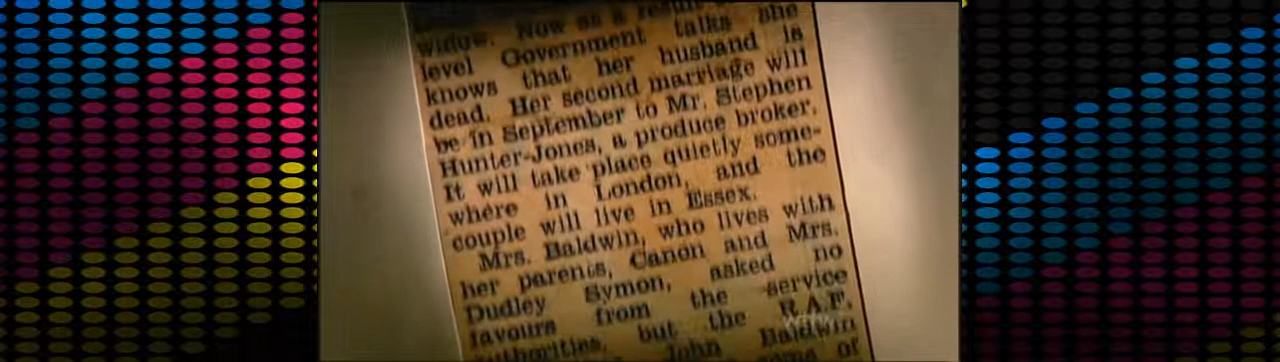 widow. Now as a result
level Government talks she
knows that her husband is
dead. Her second marriage will
be in September to Mr. Stephen
Hunter-Jones, a produce broker.
It will take place quietly some-
where in London, and the
couple will live in Essex.
Mrs. Baldwin, who lives with
her parents, Canon and Mrs.
Dudley Symon, asked no
favours from the service
authorities, but the R.A.F.
John Baldwin
some of